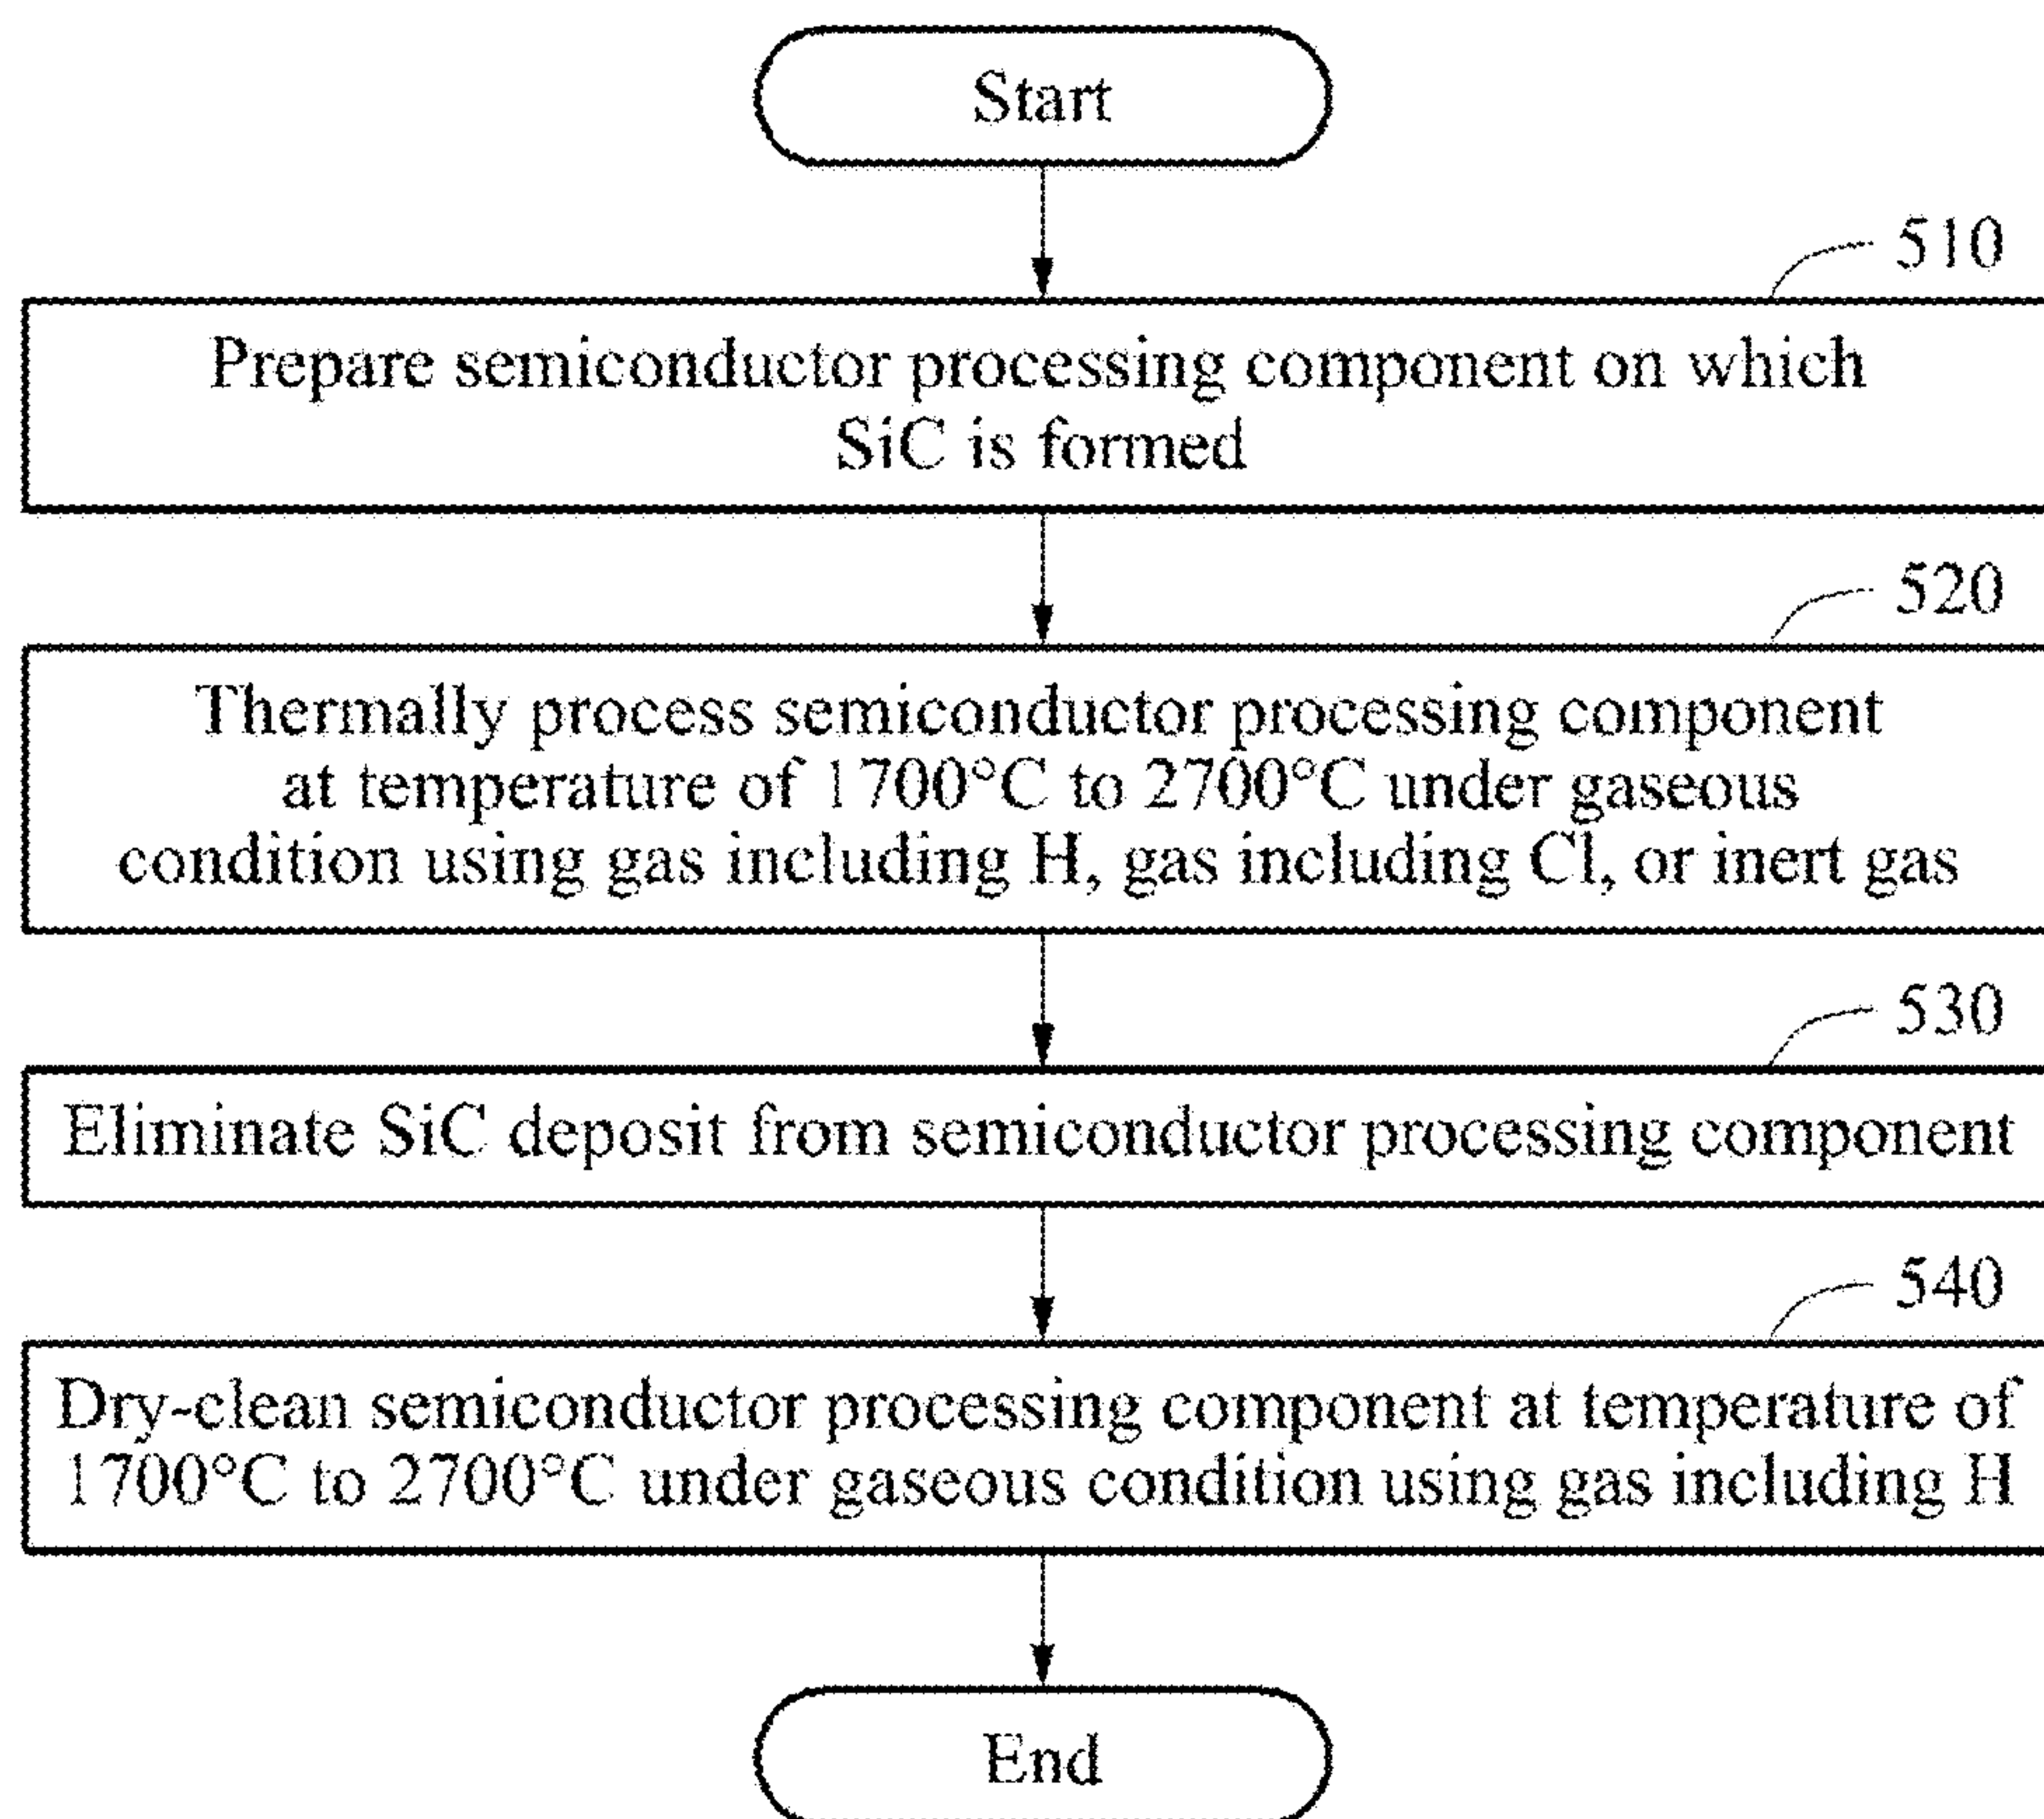 Start
510
Prepare semiconductor processing component on which
SiC is formed
520
Thermally process semiconductor processing component
at temperature of 1700°C to 2700°C under gaseous
condition using gas including H, gas including Cl, or inert gas
530
Eliminate SiC deposit from semiconductor processing component
540
Dry-clean semiconductor processing component at temperature of
1700°C to 2700°C under gaseous condition using gas including H
End